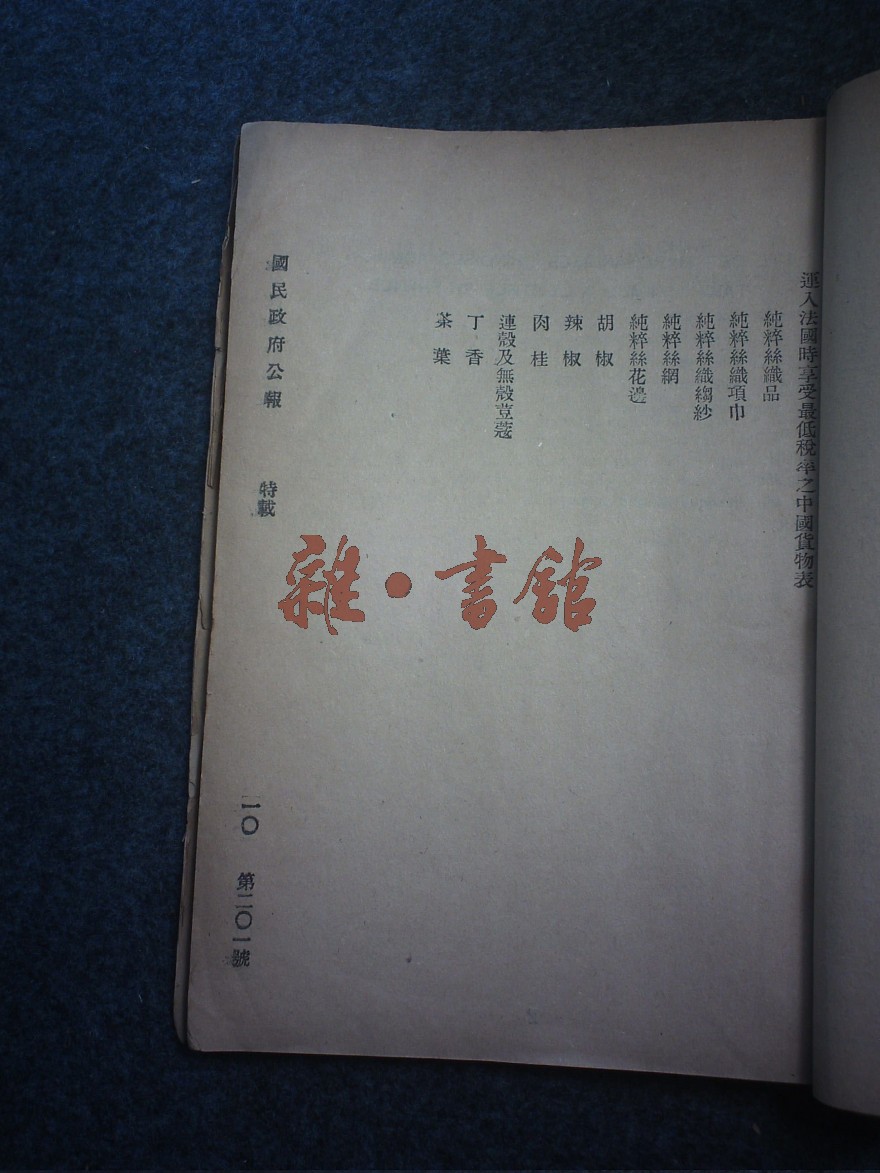 運入法國時享受最低稅率之中國貨物表
純粹絲織品
純粹絲織項巾
純粹絲織縐紗
純粹絲網
純粹絲花邊
胡椒
辣椒
肉桂
連殼及無殼荳蔻
丁香
茶葉
國民政府公報 特載 一〇 第二〇一號
雜·書館